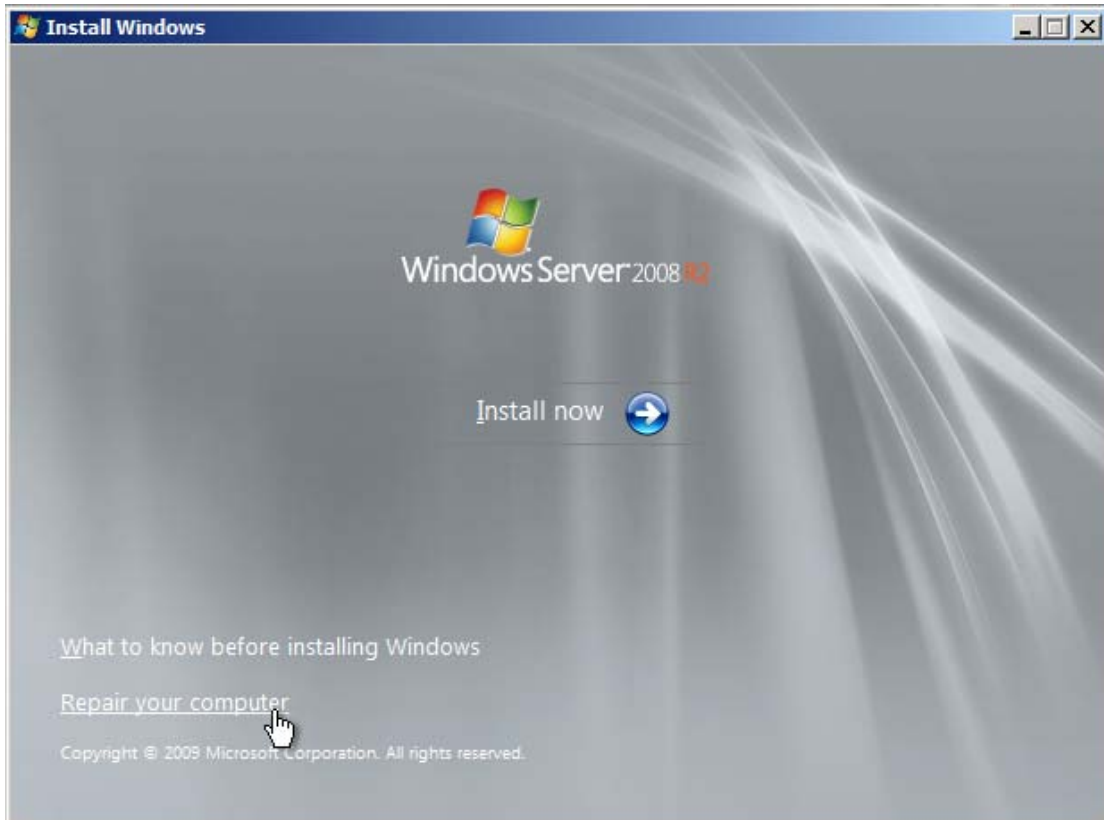 Install Windows
Windows Server 2008 R2
Install now
What to know before installing Windows
Repair your computer
Copyright © 2009 Microsoft Corporation. All rights reserved.